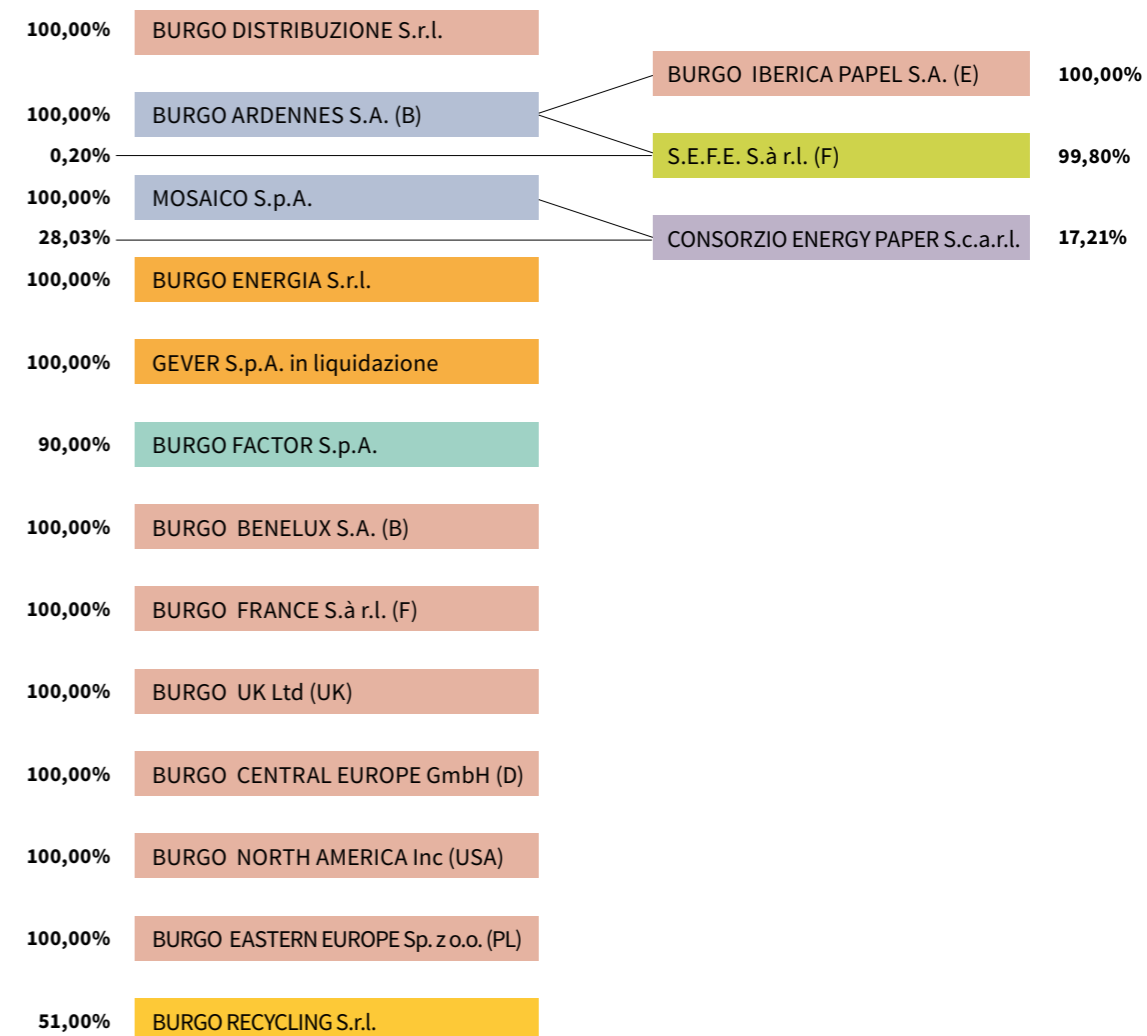 100,00% BURGO DISTRIBUZIONE S.r.l.
BURGO IBERICA PAPEL S.A. (E) 100,00%
100,00% BURGO ARDENNES S.A. (B)
0,20% S.E.F.E. S.à r.l. (F) 99,80%
100,00% MOSAICO S.p.A.
28,03% CONSORZIO ENERGY PAPER S.c.a.r.l. 17,21%
100,00% BURGO ENERGIA S.r.l.
100,00% GEVER S.p.A. in liquidazione
90,00% BURGO FACTOR S.p.A.
100,00% BURGO BENELUX S.A. (B)
100,00% BURGO FRANCE S.à r.l. (F)
100,00% BURGO UK Ltd (UK)
100,00% BURGO CENTRAL EUROPE GmbH (D)
100,00% BURGO NORTH AMERICA Inc (USA)
100,00% BURGO EASTERN EUROPE Sp. z o.o. (PL)
51,00% BURGO RECYCLING S.r.l.